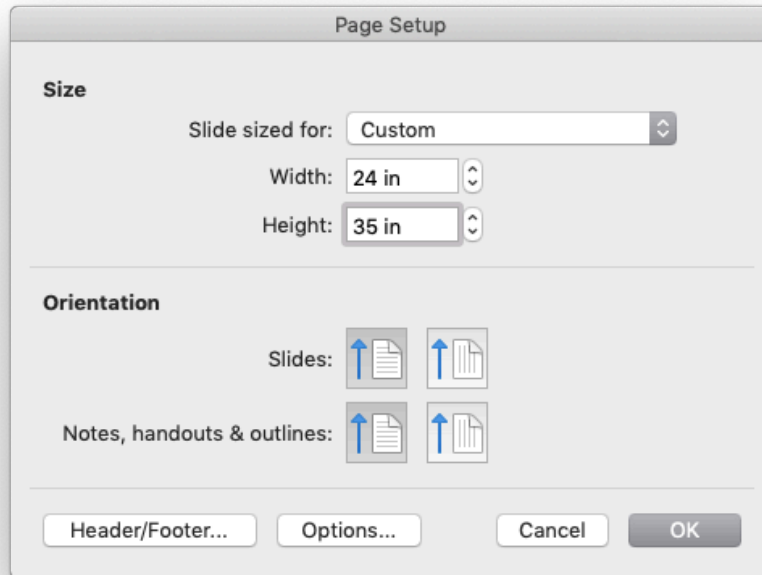 Page Setup
Size
Slide sized for: Custom
Width: 24 in
Height: 35 in
Orientation
Slides:
Notes, handouts & outlines:
Header/Footer... Options... Cancel OK